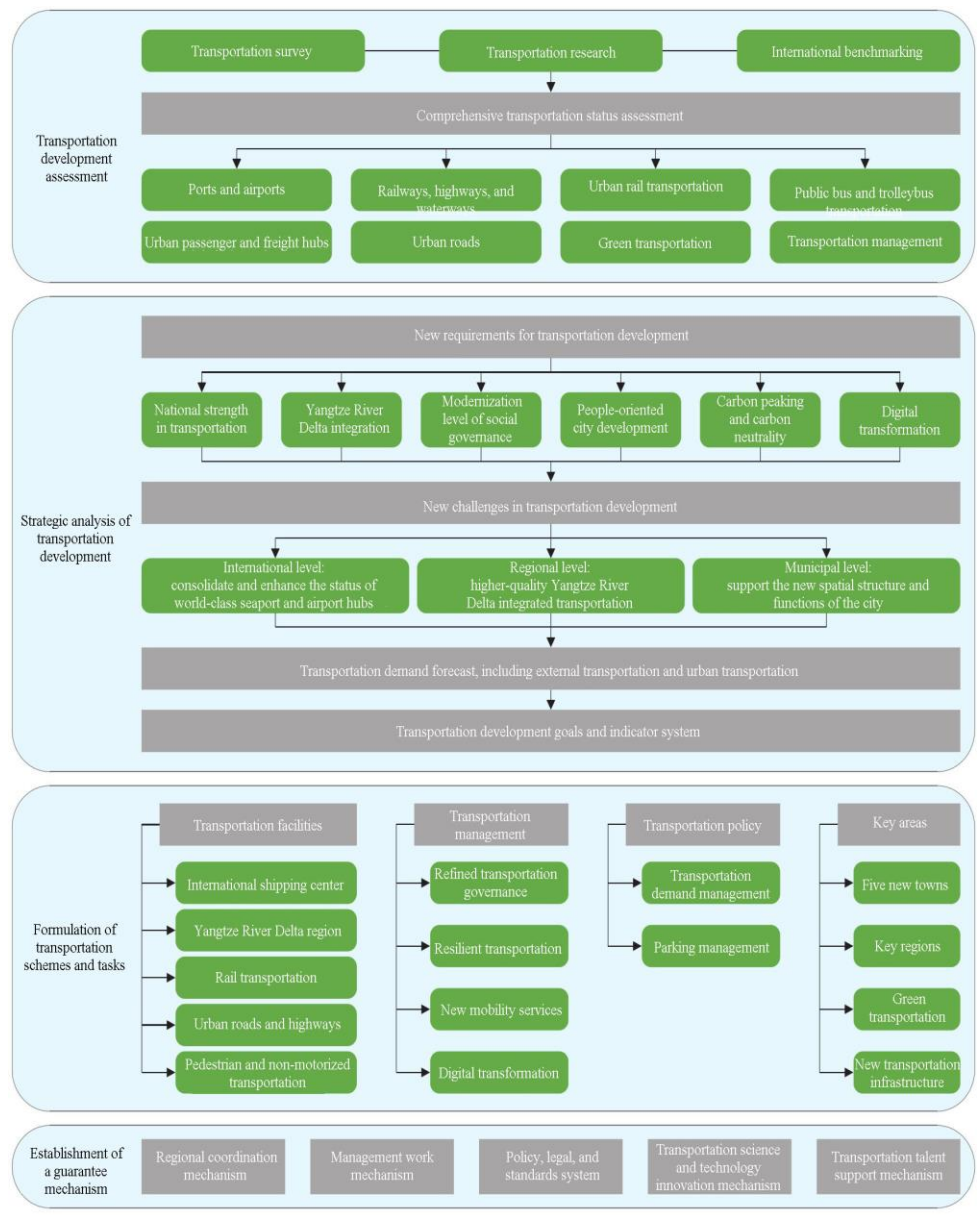 Transportation survey
Transportation research
International benchmarking
Comprehensive transportation status assessment
Transportation
development
assessment
Ports and airports
Railways, highways, and
waterways
Urban rail transportation
Public bus and trolleybus
transportation
Urban passenger and freight hubs
Urban roads
Green transportation
Transportation management
New requirements for transportation development
National strength
in transportation
Yangtze River
Delta integration
Modernization
level of social
governance
People-oriented
city development
Carbon peaking
and carbon
neutrality
Digital
transformation
New challenges in transportation development
Strategic analysis of
transportation
development
International level:
consolidate and enhance the status of
world-class seaport and airport hubs
Regional level:
higher-quality Yangtze River
Delta integrated transportation
Municipal level:
support the new spatial structure and
functions of the city
Transportation demand forecast, including external transportation and urban transportation
Transportation development goals and indicator system
Formulation of
transportation
schemes and tasks
Transportation facilities
International shipping center
Yangtze River Delta region
Rail transportation
Urban roads and highways
Pedestrian and non-motorized
transportation
Transportation
management
Refined transportation
governance
Resilient transportation
New mobility services
Digital transformation
Transportation policy
Transportation
demand management
Parking management
Key areas
Five new towns
Key regions
Green
transportation
New transportation
infrastructure
Establishment of
a guarantee
mechanism
Regional coordination
mechanism
Management work
mechanism
Policy, legal, and
standards system
Transportation science
and technology
innovation mechanism
Transportation talent
support mechanism